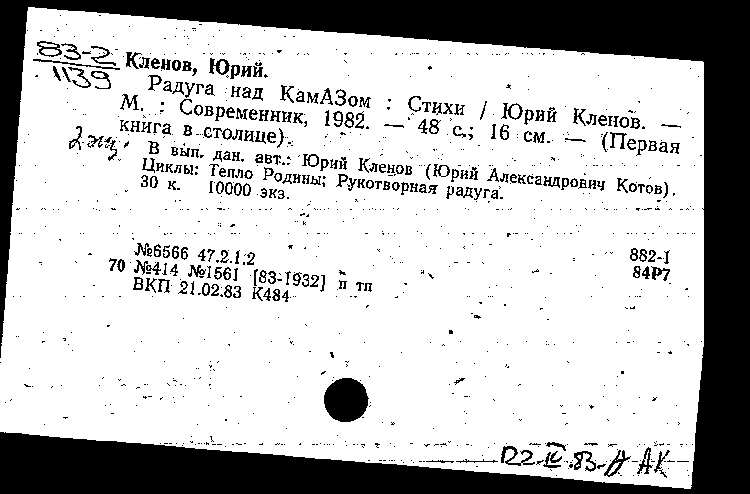 83-2
1139
Кленов, Юрий.
Радуга над КамАЗом : Стихи / Юрий Кленов. —
М. : Современник, 1982. — 48 с.; 16 см. — (Первая
книга в столице).
2 экз.
В вып. дан. авт.: Юрий Кленов (Юрий Александрович Котов).
Циклы: Тепло Родины; Рукотворная радуга.
30 к. 10000 экз.
№6566 47.2.1.2 882-1
70 №414 №1561 [83-1932] п тп 84Р7
ВКП 21.02.83 К484
22 IV 83 АК